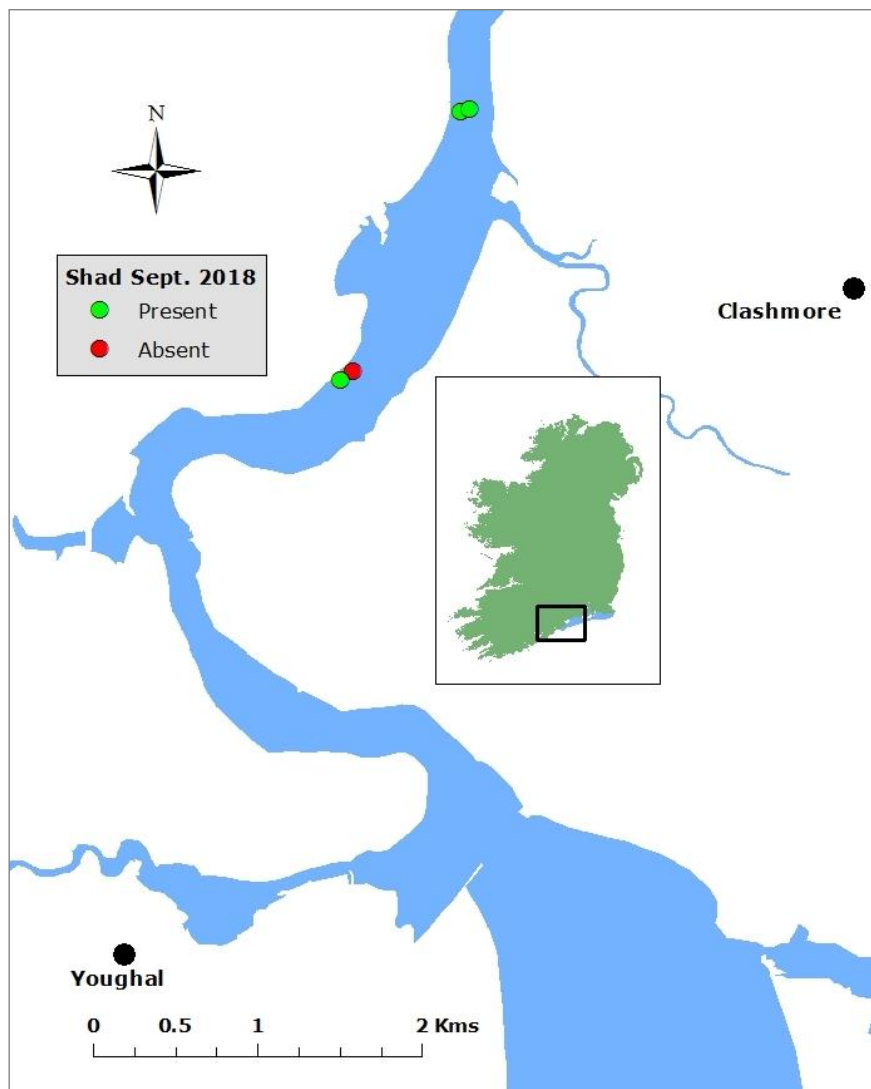 N
Shad Sept. 2018
Present
Absent
Clashmore
Youghal
0 0.5 1 2 Kms